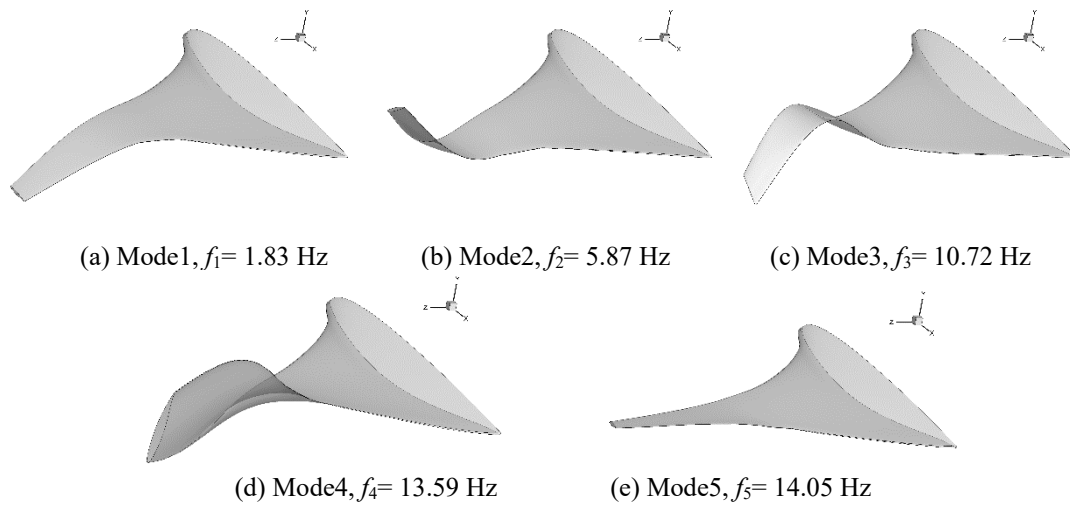 Y
Z
X
Y
Z
X
Y
Z
X
(a) Mode1, f1= 1.83 Hz
(b) Mode2, f2= 5.87 Hz
(c) Mode3, f3= 10.72 Hz
Y
Z
X
Y
Z
X
(d) Mode4, f4= 13.59 Hz
(e) Mode5, f5= 14.05 Hz